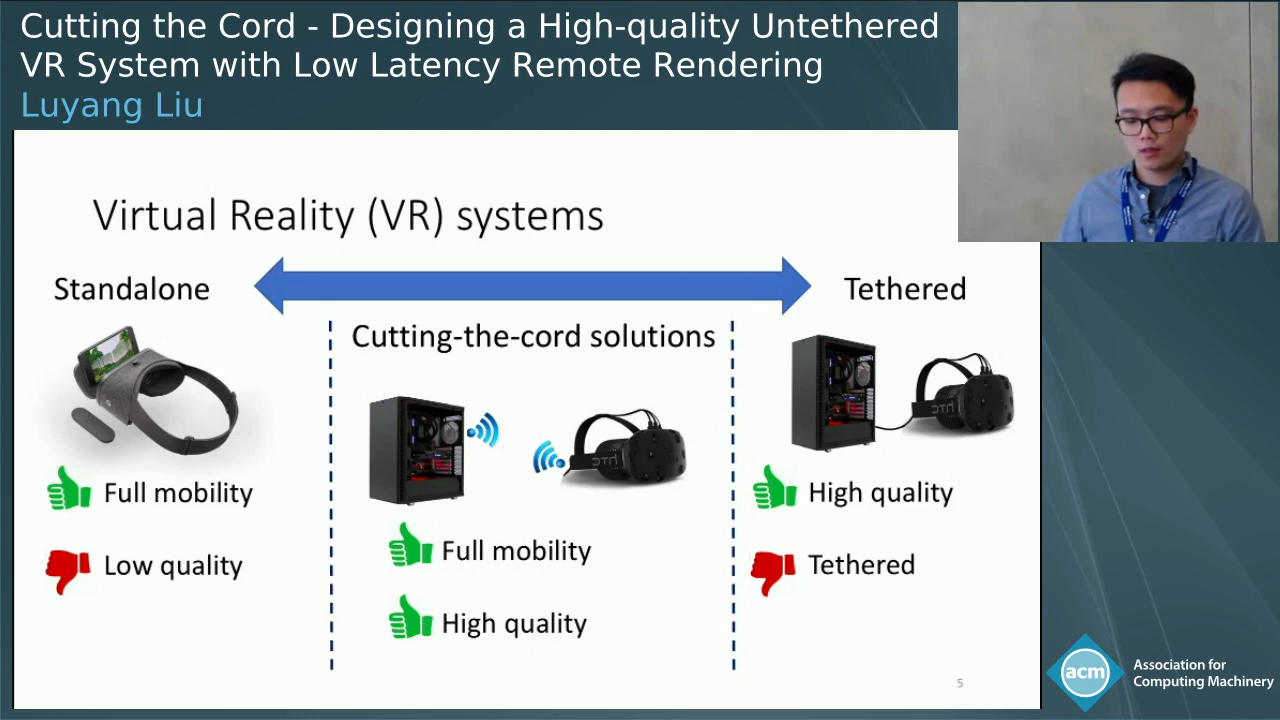 Cutting the Cord - Designing a High-quality Untethered
VR System with Low Latency Remote Rendering
Luyang Liu
Virtual Reality (VR) systems
Standalone
Tethered
Cutting-the-cord solutions
Full mobility
Low quality
Full mobility
High quality
High quality
Tethered
5
acm
Association for
Computing Machinery